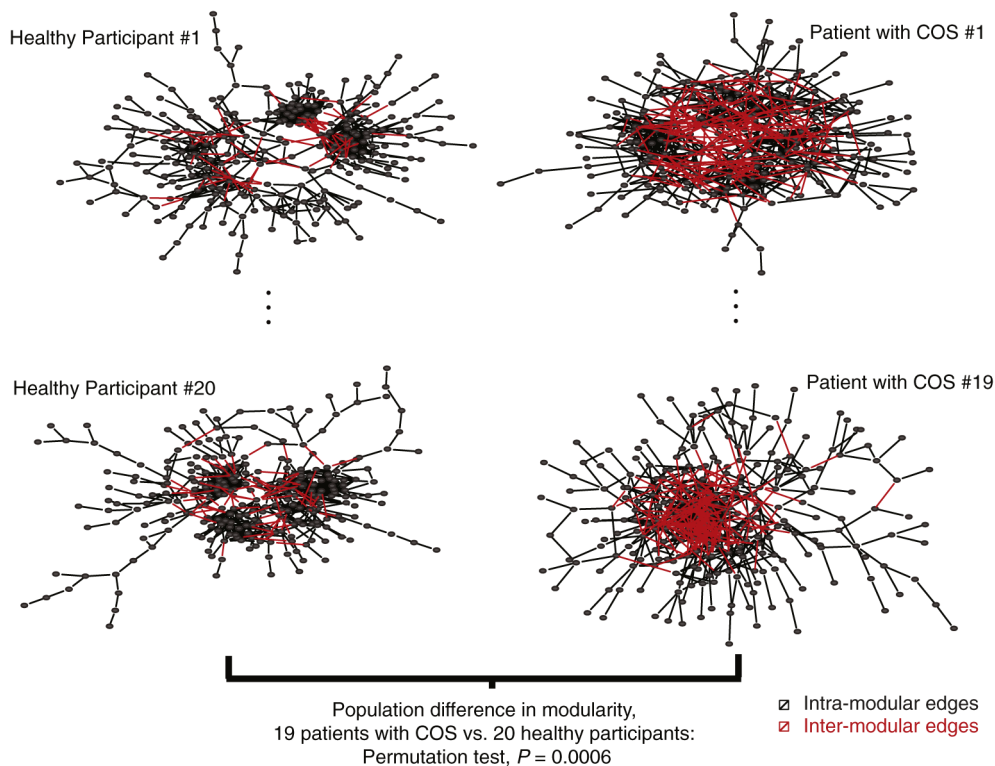 Healthy Participant #1
Patient with COS #1
Healthy Participant #20
Patient with COS #19
Population difference in modularity,
19 patients with COS vs. 20 healthy participants:
Permutation test, P = 0.0006
Intra-modular edges
Inter-modular edges